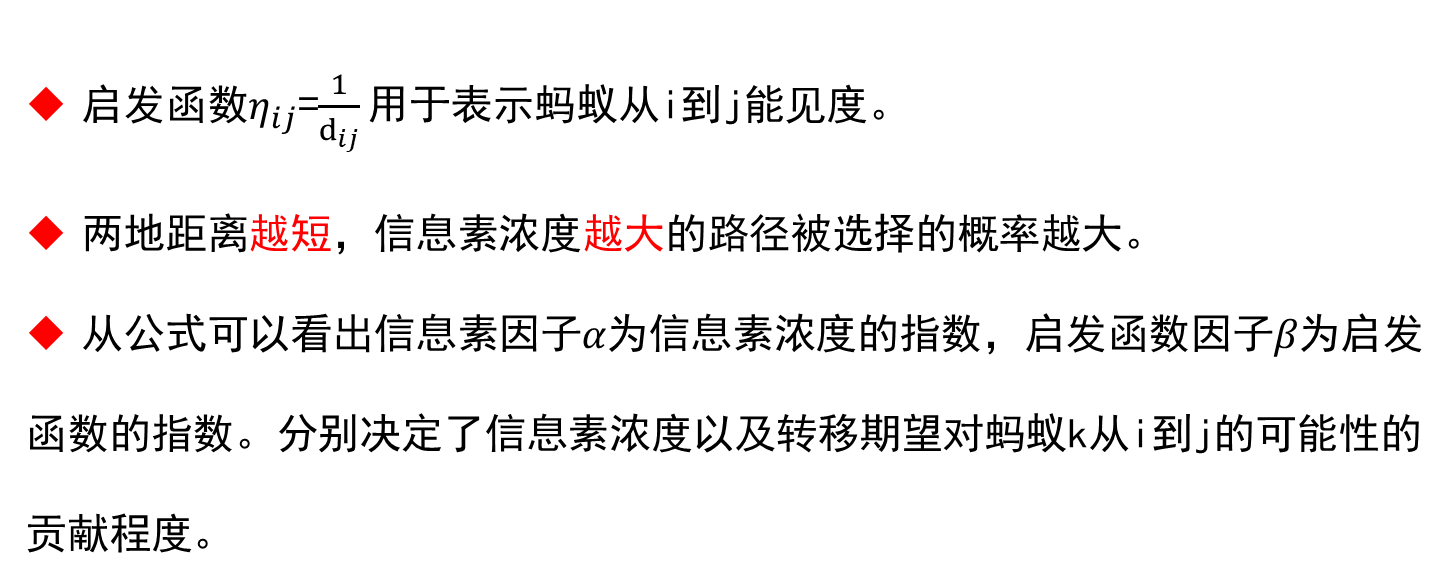 ◆ 启发函数$\eta_{ij}=\frac{1}{\mathrm{d}_{ij}}$ 用于表示蚂蚁从i到j能见度。
◆ 两地距离越短，信息素浓度越大的路径被选择的概率越大。
◆ 从公式可以看出信息素因子α为信息素浓度的指数，启发函数因子β为启发
函数的指数。分别决定了信息素浓度以及转移期望对蚂蚁k从i到j的可能性的
贡献程度。